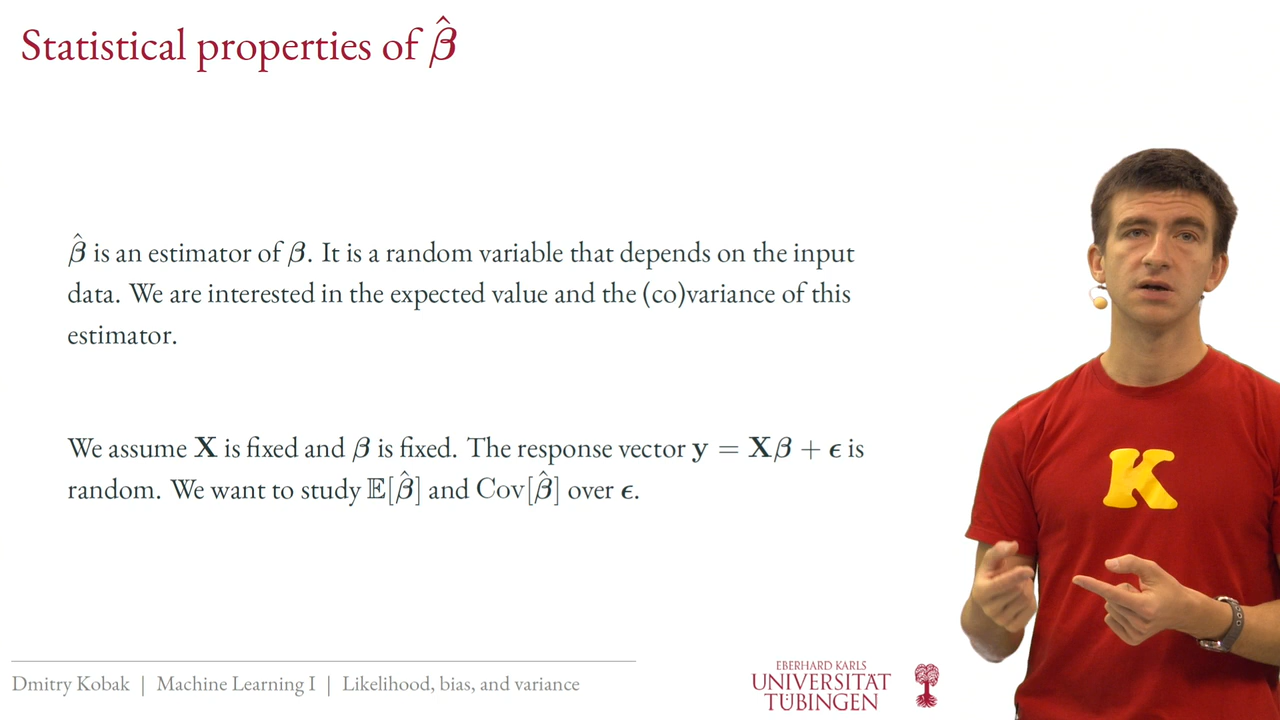 Statistical properties of β̂
β̂ is an estimator of β. It is a random variable that depends on the input
data. We are interested in the expected value and the (co)variance of this
estimator.
We assume X is fixed and β is fixed. The response vector y = Xβ + ϵ is
random. We want to study 𝔼[β̂] and Cov[β̂] over ϵ.
K
Dmitry Kobak | Machine Learning I | Likelihood, bias, and variance
EBERHARD KARLS
UNIVERSITÄT
TÜBINGEN